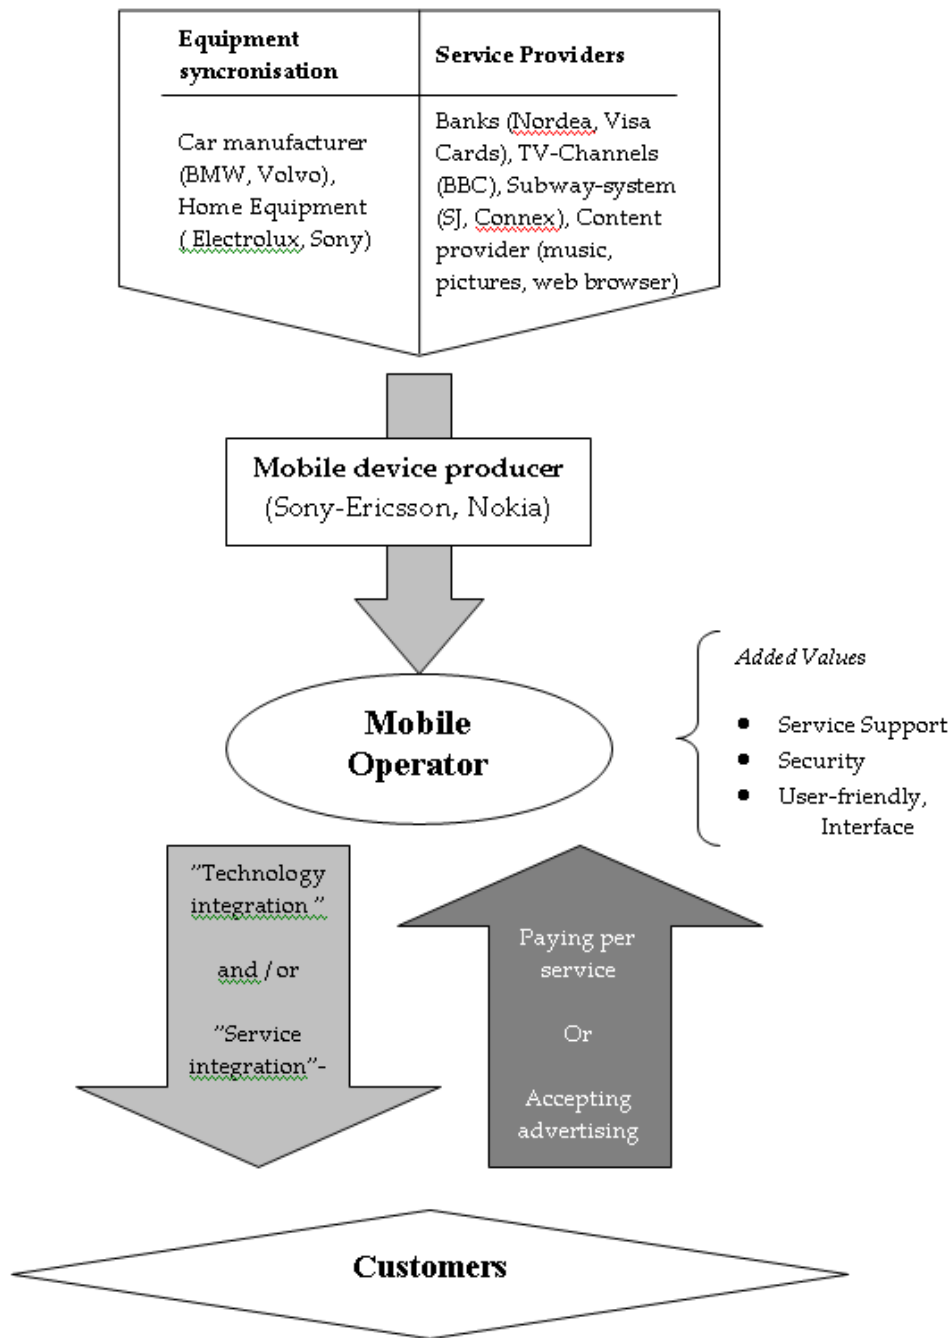 Equipment
syncronisation
Service Providers
Car manufacturer
(BMW, Volvo),
Home Equipment
( Electrolux, Sony)
Banks (Nordea, Visa
Cards), TV-Channels
(BBC), Subway-system
(SJ, Connex), Content
provider (music,
pictures, web browser)
Mobile device producer
(Sony-Ericsson, Nokia)
Mobile
Operator
Added Values
● Service Support
● Security
● User-friendly,
Interface
”Technology
integration ”
and / or
”Service
integration”-
Paying per
service
Or
Accepting
advertising
Customers